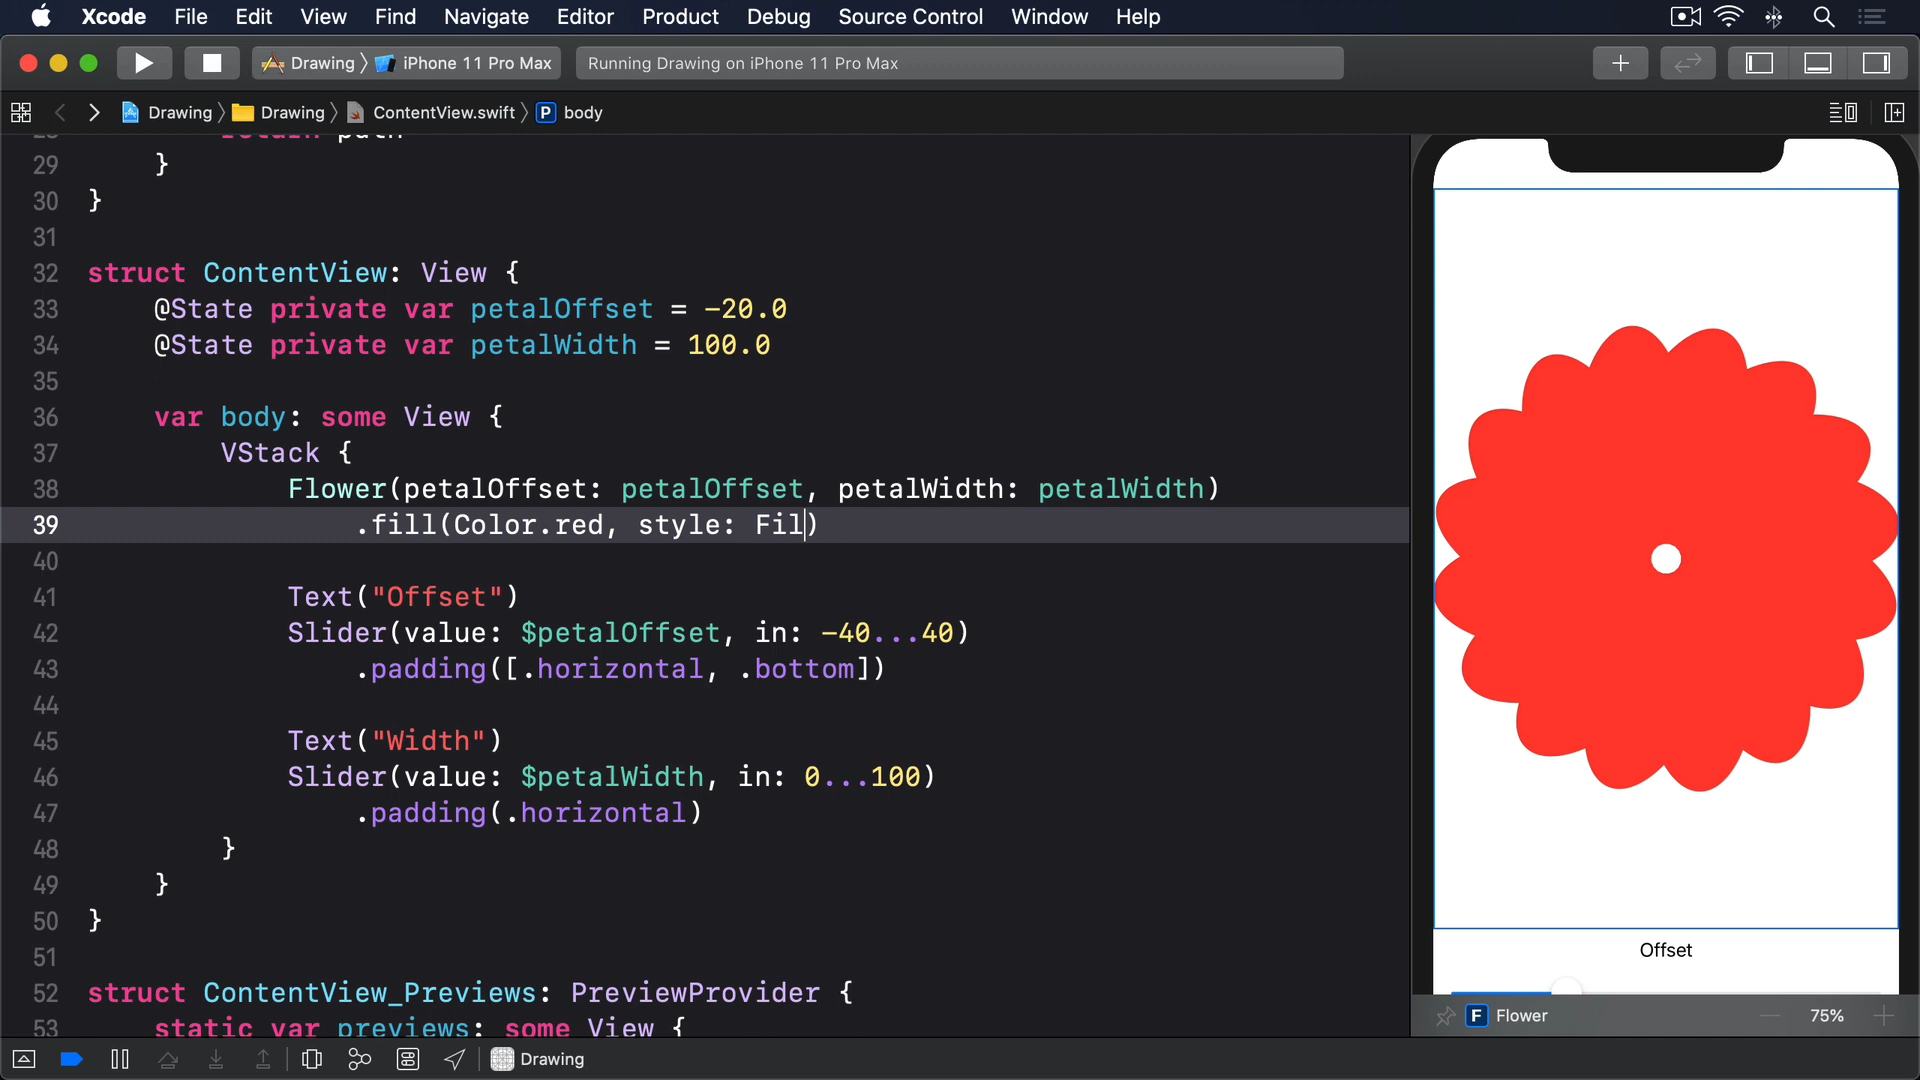 Xcode File Edit View Find Navigate Editor Product Debug Source Control Window Help
Drawing iPhone 11 Pro Max Running Drawing on iPhone 11 Pro Max
Drawing Drawing ContentView.swift P body
28 return path
29 }
30 }
31
32 struct ContentView: View {
33 @State private var petalOffset = -20.0
34 @State private var petalWidth = 100.0
35
36 var body: some View {
37 VStack {
38 Flower(petalOffset: petalOffset, petalWidth: petalWidth)
39 .fill(Color.red, style: Fil)
40
41 Text("Offset")
42 Slider(value: $petalOffset, in: -40...40)
43 .padding([.horizontal, .bottom])
44
45 Text("Width")
46 Slider(value: $petalWidth, in: 0...100)
47 .padding(.horizontal)
48 }
49 }
50 }
51
52 struct ContentView_Previews: PreviewProvider {
53 static var previews: some View {
Offset
F Flower 75%
Drawing